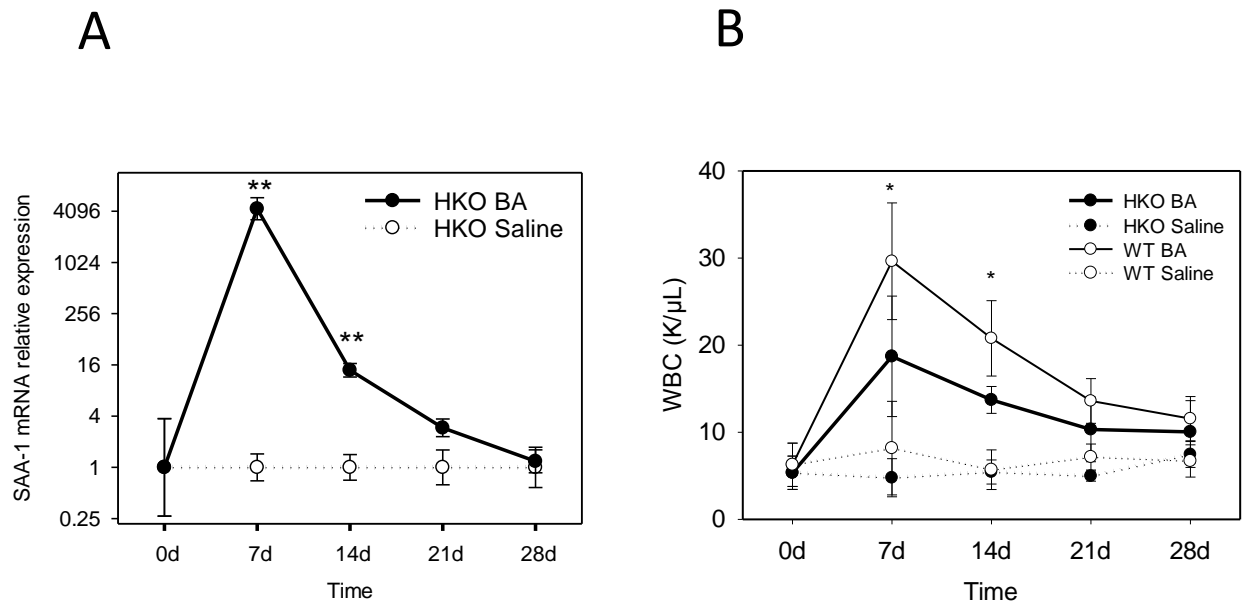 A
SAA-1 mRNA relative expression
4096
1024
256
16
4
1
0.25
**
**
HKO BA
HKO Saline
0d 7d 14d 21d 28d
Time
B
WBC (K/µL)
40
30
20
10
0
*
*
HKO BA
HKO Saline
WT BA
WT Saline
0d 7d 14d 21d 28d
Time